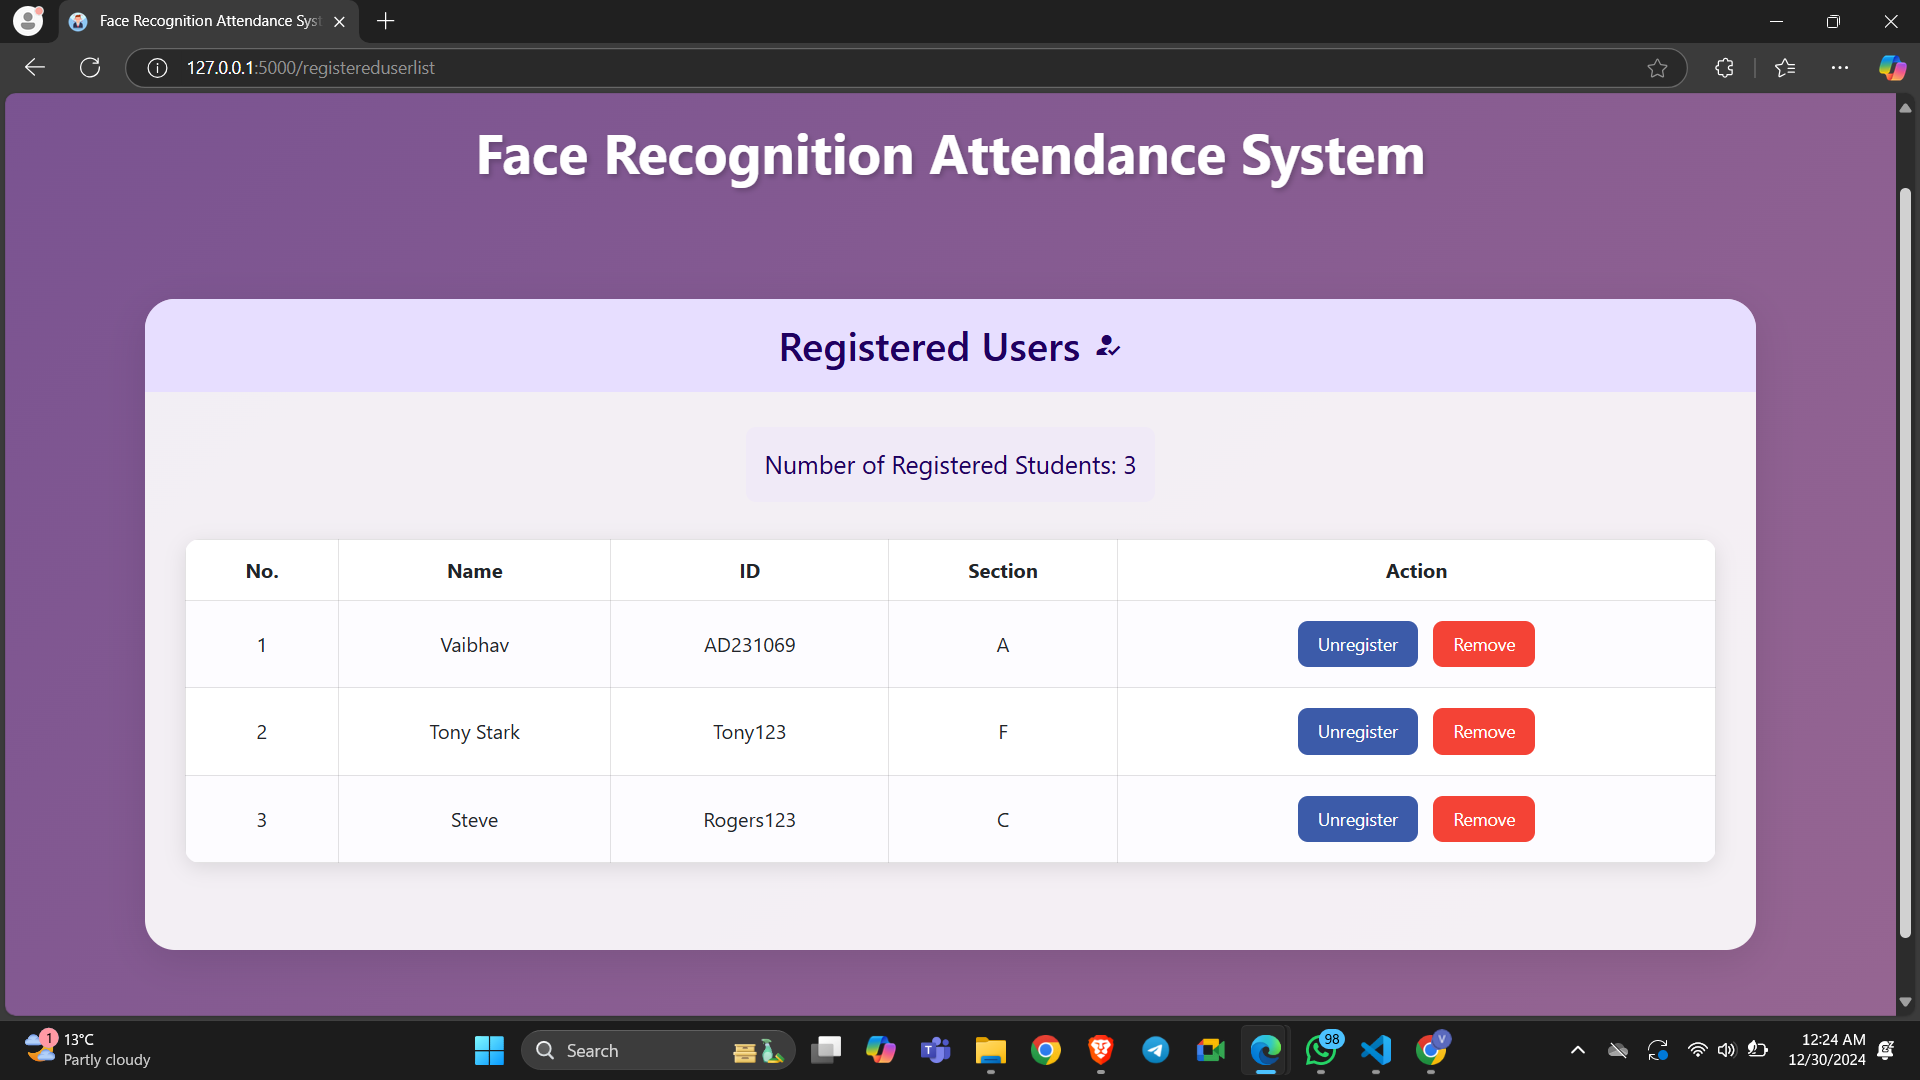 Face Recognition Attendance Syst
127.0.0.1:5000/registereduserlist
Face Recognition Attendance System
Registered Users
Number of Registered Students: 3
No. Name ID Section Action
1 Vaibhav AD231069 A Unregister Remove
2 Tony Stark Tony123 F Unregister Remove
3 Steve Rogers123 C Unregister Remove
1
13°C
Partly cloudy
Search
T
98
V
12:24 AM
12/30/2024